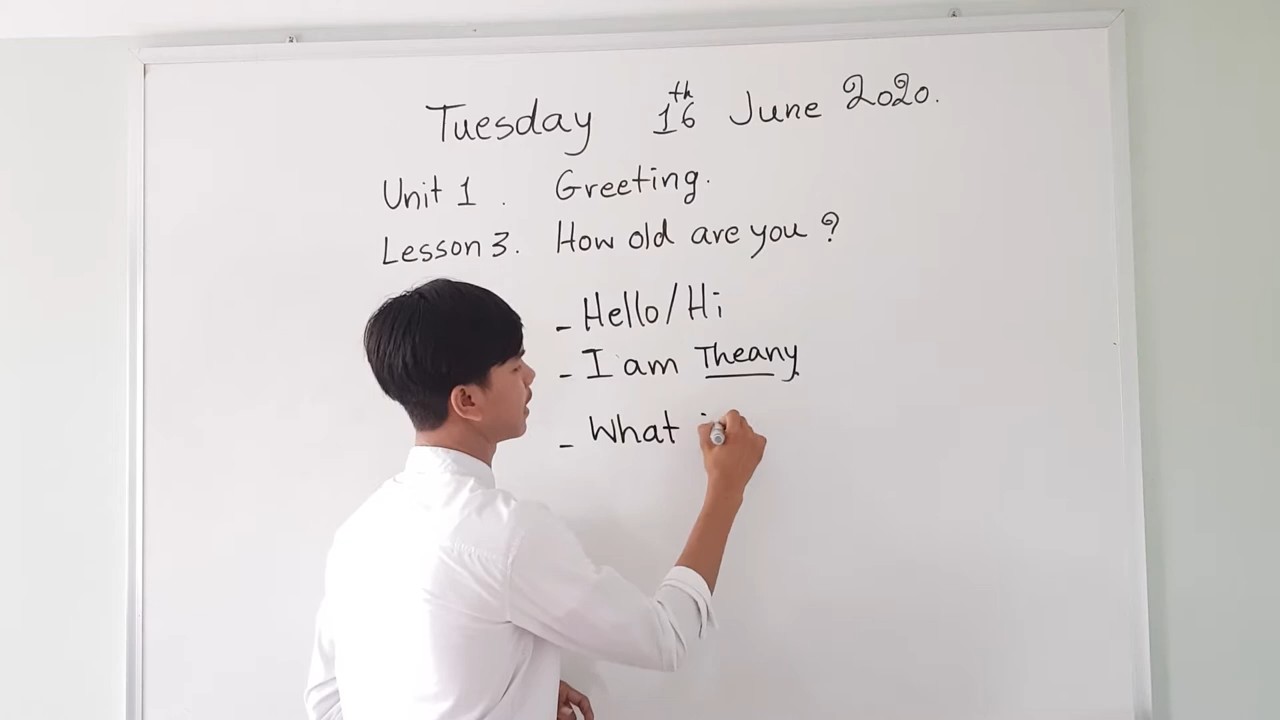 Tuesday 16th June 2020.
Unit 1. Greeting.
Lesson 3. How old are you?
- Hello/Hi
- I am Theany
- What